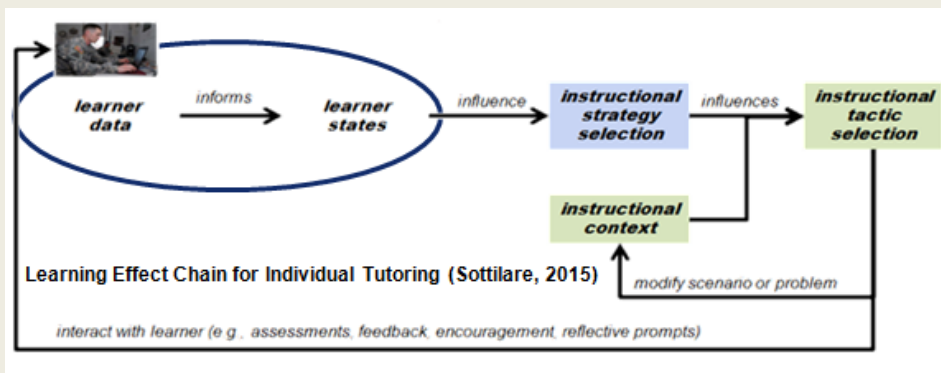 learner
data
informs
learner
states
influence
instructional
strategy
selection
influences
instructional
tactic
selection
instructional
context
Learning Effect Chain for Individual Tutoring (Sottilare, 2015)
modify scenario or problem
interact with learner (e g., assessments, feedback, encouragement, reflective prompts)